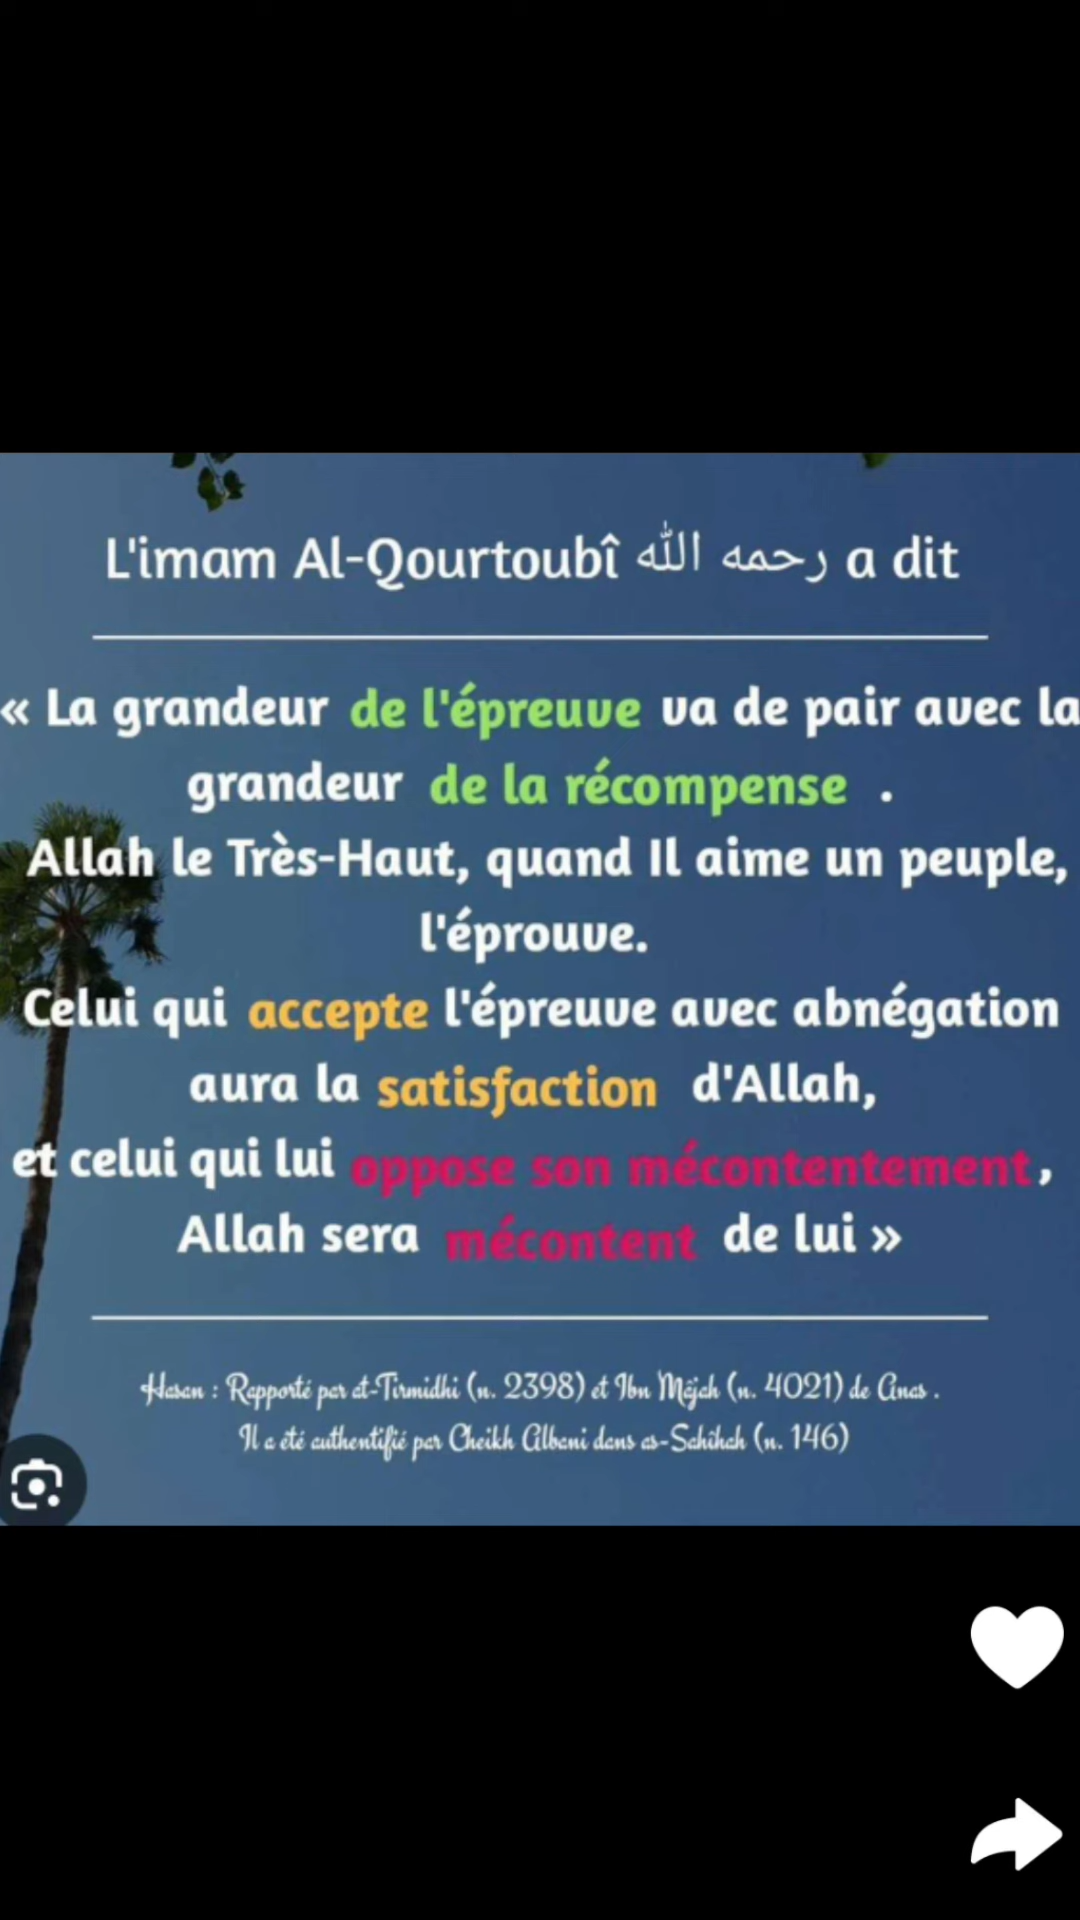 L'imam Al-Qourtoubî رحمه الله a dit
« La grandeur de l'épreuve va de pair avec la
grandeur de la récompense .
Allah le Très-Haut, quand Il aime un peuple,
l'éprouve.
Celui qui accepte l'épreuve avec abnégation
aura la satisfaction d'Allah,
et celui qui lui oppose son mécontentement,
Allah sera mécontent de lui »
Hasan : Rapporté par at-Tirmidhi (n. 2398) et Ibn Mâjah (n. 4021) de Anas .
Il a été authentifié par Cheikh Albani dans as-Sahîhah (n. 146)